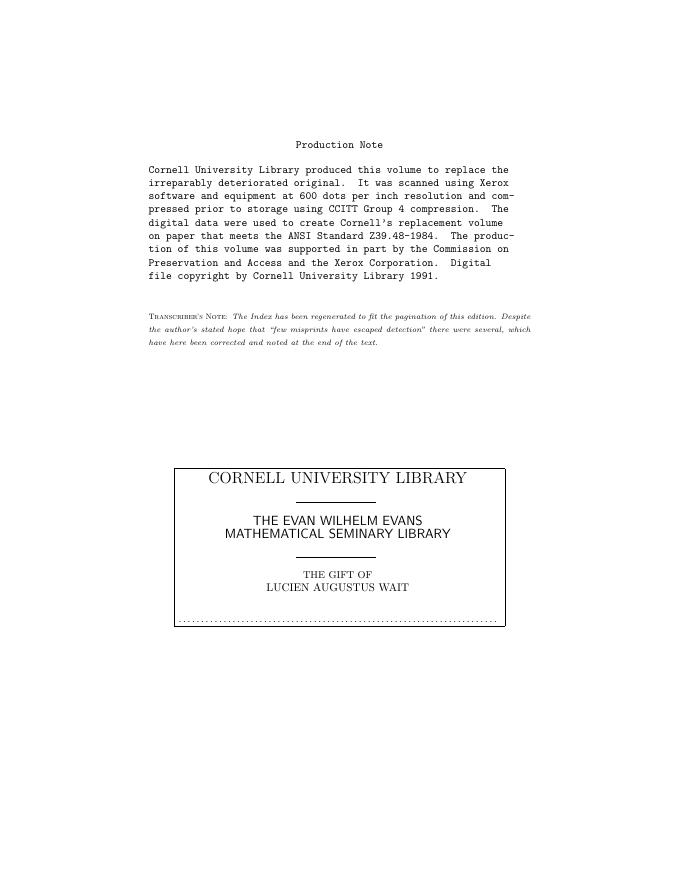 Production Note
Cornell University Library produced this volume to replace the
irreparably deteriorated original. It was scanned using Xerox
software and equipment at 600 dots per inch resolution and com-
pressed prior to storage using CCITT Group 4 compression. The
digital data were used to create Cornell's replacement volume
on paper that meets the ANSI Standard Z39.48-1984. The produc-
tion of this volume was supported in part by the Commission on
Preservation and Access and the Xerox Corporation. Digital
file copyright by Cornell University Library 1991.
Transcriber's Note: The Index has been regenerated to fit the pagination of this edition. Despite
the author's stated hope that “few misprints have escaped detection” there were several, which
have here been corrected and noted at the end of the text.
CORNELL UNIVERSITY LIBRARY
THE EVAN WILHELM EVANS
MATHEMATICAL SEMINARY LIBRARY
THE GIFT OF
LUCIEN AUGUSTUS WAIT